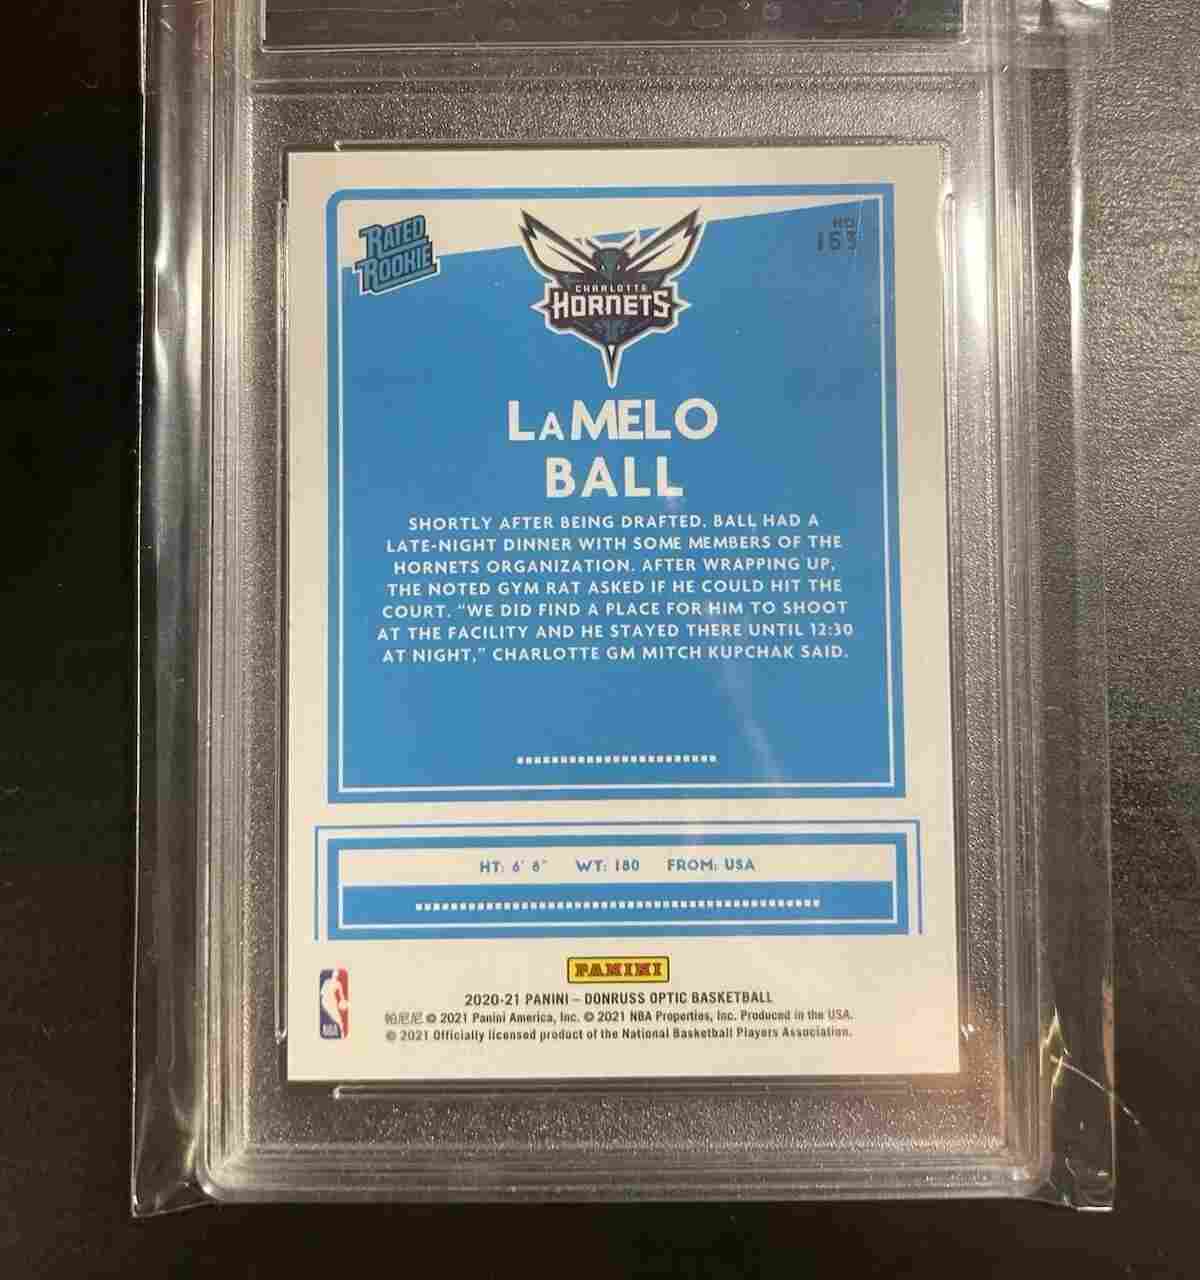 RATED
ROOKIE
NO
CHARLOTTE
HORNETS
LaMELO
BALL
SHORTLY AFTER BEING DRAFTED, BALL HAD A
LATE-NIGHT DINNER WITH SOME MEMBERS OF THE
HORNETS ORGANIZATION. AFTER WRAPPING UP,
THE NOTED GYM RAT ASKED IF HE COULD HIT THE
COURT. "WE DID FIND A PLACE FOR HIM TO SHOOT
AT THE FACILITY AND HE STAYED THERE UNTIL 12:30
AT NIGHT," CHARLOTTE GM MITCH KUPCHAK SAID.
HT: 6' 8" WT: 180 FROM: USA
PANINI
NBA
2020-21 PANINI – DONRUSS OPTIC BASKETBALL
帕尼尼 © 2021 Panini America, Inc. © 2021 NBA Properties, Inc. Produced in the USA.
© 2021 Officially licensed product of the National Basketball Players Association.